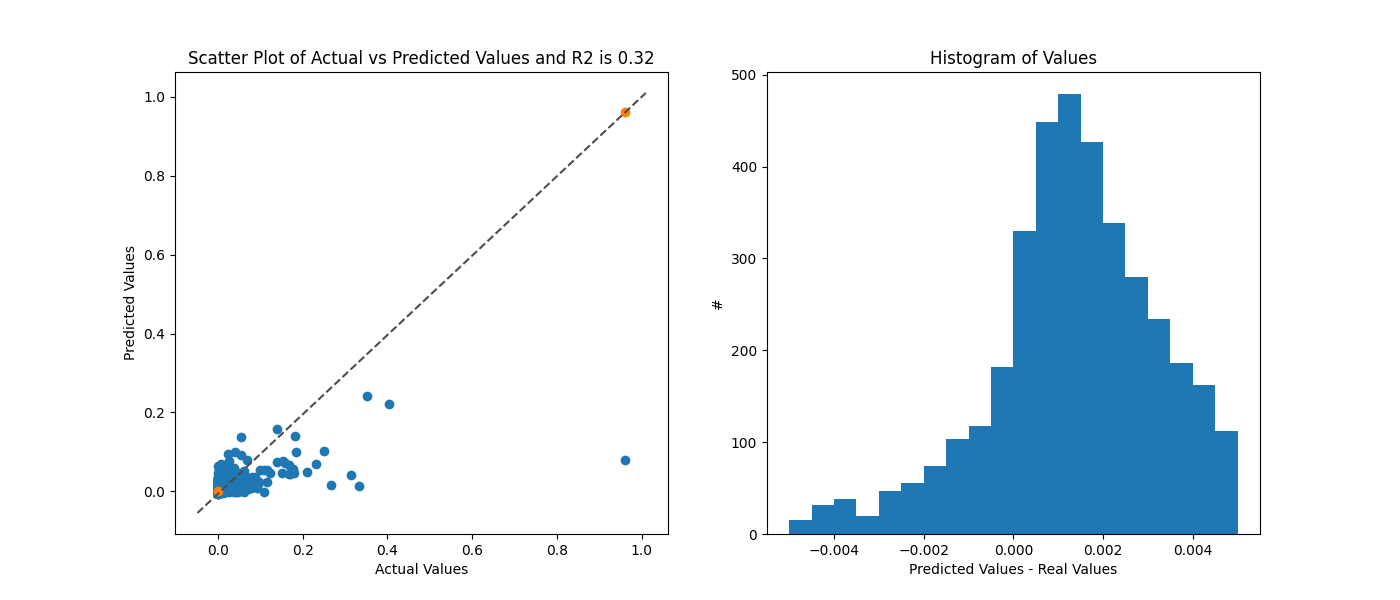 Scatter Plot of Actual vs Predicted Values and R2 is 0.32
1.0
0.8
0.6
0.4
0.2
0.0
Predicted Values
0.0 0.2 0.4 0.6 0.8 1.0
Actual Values
Histogram of Values
500
400
300
200
100
0
#
−0.004 −0.002 0.000 0.002 0.004
Predicted Values - Real Values